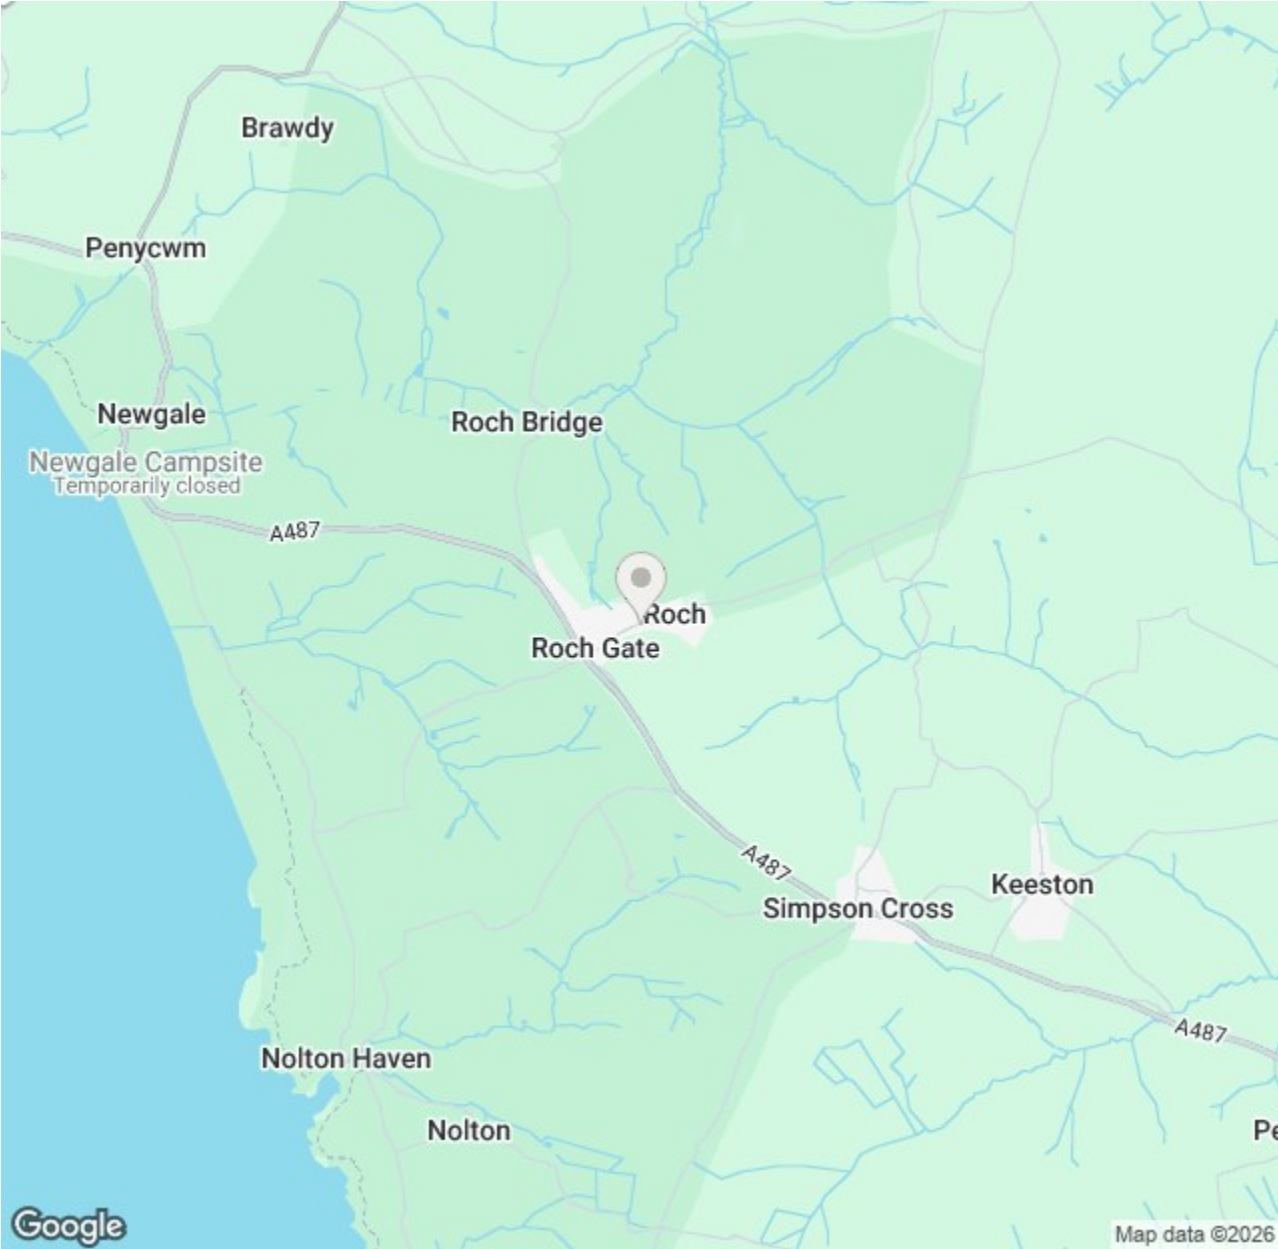 Brawdy
Penycwm
Newgale
Roch Bridge
Newgale Campsite
Temporarily closed
A487
Roch
Roch Gate
A487
Keeston
Simpson Cross
A487
Nolton Haven
Nolton
Pe
Google
Map data ©2026